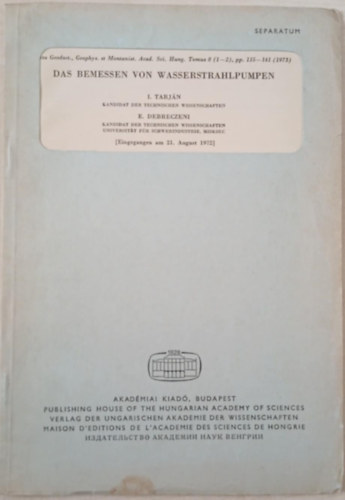 SEPARATUM
Geodaet., Geophys. et Montanist. Acad. Sci. Hung. Tomus 8 (1—2), pp. (1973)
DAS BEMESSEN VON WASSERSTRAHLPUMPEN
I. TARJÁN
KANDIDAT DER TECHNISCHEN WISSENSCHAFTEN
E. DEBRECZENI
KANDIDAT DER TECHNISCHEN WISSENSCHAFTEN
UNIVERSITÄT FÜR SCHWERINDUSTRIE, MISKOLC
[Eingegangen am 21. August 1972]
1828
AKADÉMIAI KIADÓ, BUDAPEST
PUBLISHING HOUSE OF THE HUNGARIAN ACADEMY OF SCIENCES
VERLAG DER UNGARISCHEN AKADEMIE DER WISSENSCHAFTEN
MAISON D'EDITIONS DE L'ACADEMIE DES SCIENCES DE HONGRIE
ИЗДАТЕЛЬСТВО АКАДЕМИИ НАУК ВЕНГРИИ